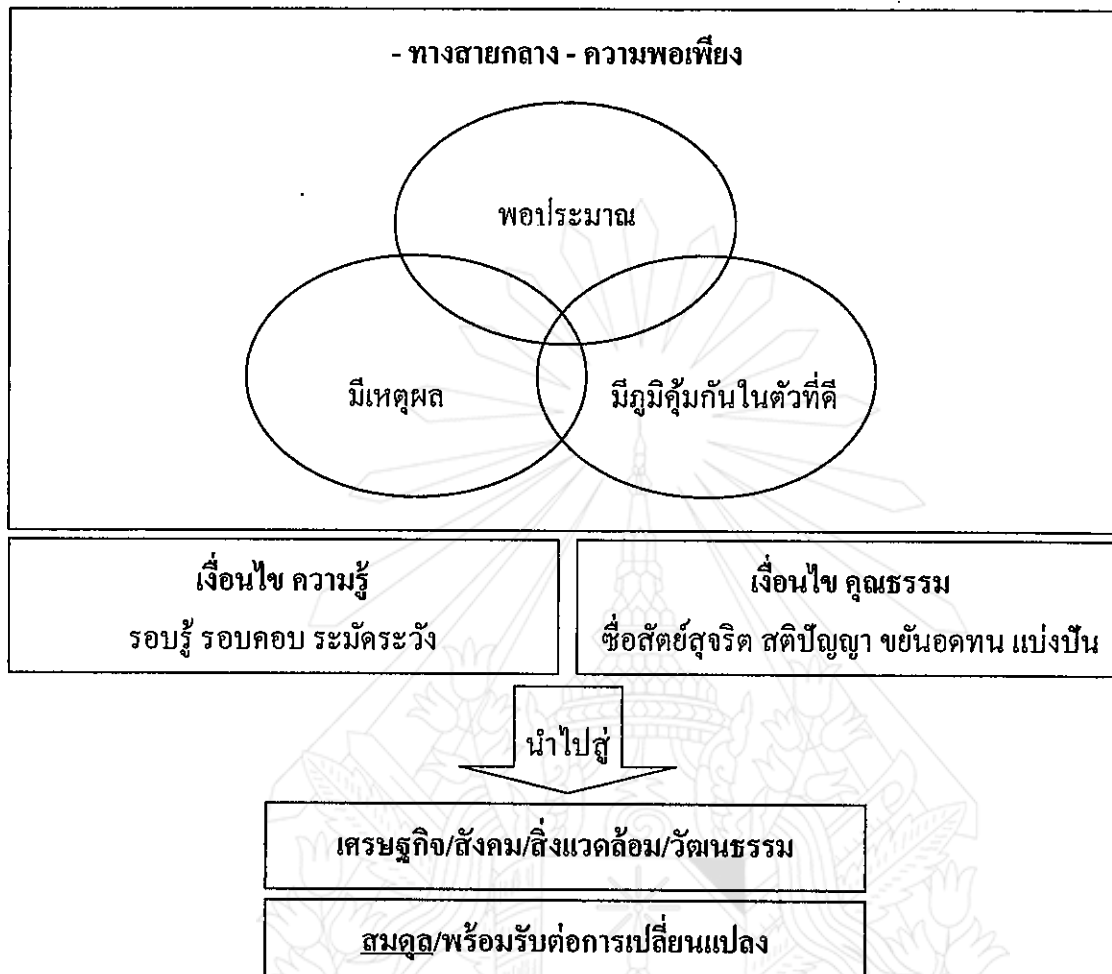 - ทางสายกลาง - ความพอเพียง
พอประมาณ
มีเหตุผล
มีภูมิคุ้มกันในตัวที่ดี
เงื่อนไข ความรู้
รอบรู้ รอบคอบ ระมัดระวัง
เงื่อนไข คุณธรรม
ซื่อสัตย์สุจริต สติปัญญา ขยันอดทน แบ่งปัน
นำไปสู่
เศรษฐกิจ/สังคม/สิ่งแวดล้อม/วัฒนธรรม
สมดุล/พร้อมรับต่อการเปลี่ยนแปลง